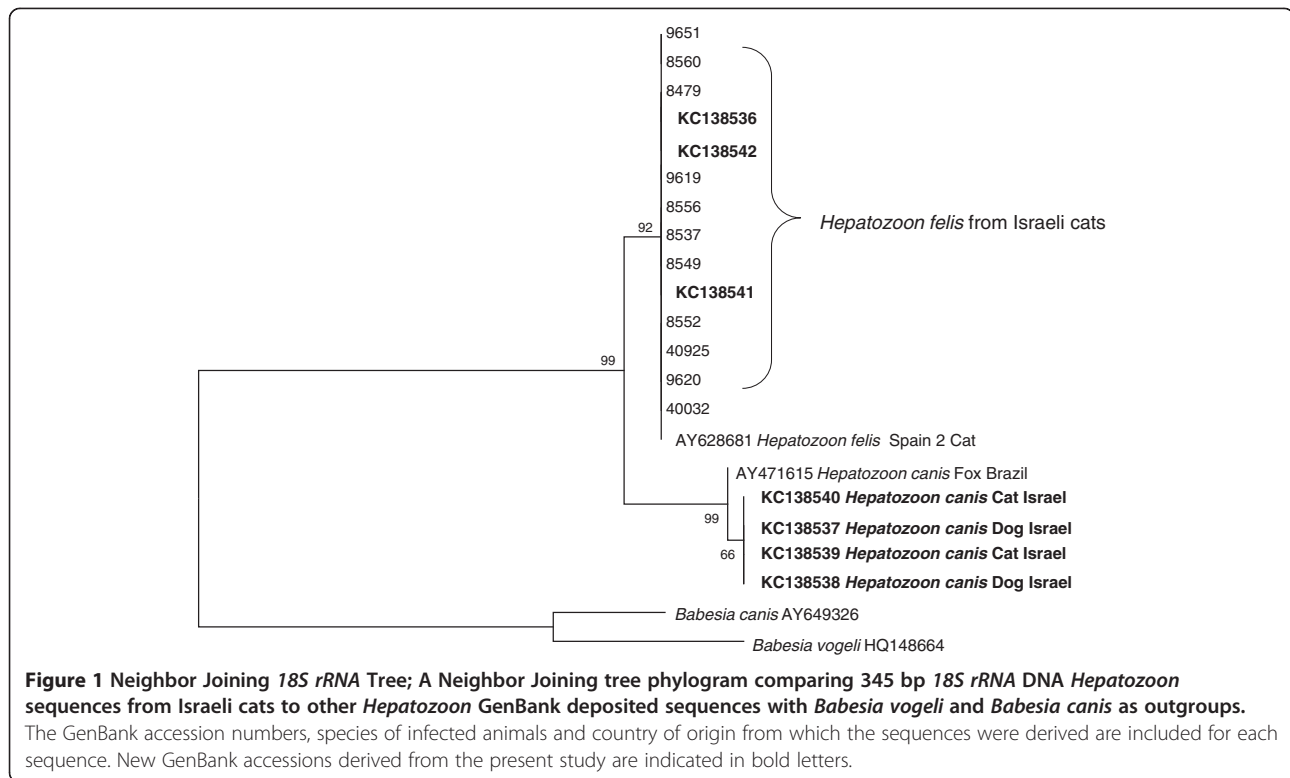 9651
8560
8479
KC138536
KC138542
9619
8556
92
8537
Hepatozoon felis from Israeli cats
8549
KC138541
8552
40925
99
9620
40032
AY628681 Hepatozoon felis Spain 2 Cat
AY471615 Hepatozoon canis Fox Brazil
KC138540 Hepatozoon canis Cat Israel
99
KC138537 Hepatozoon canis Dog Israel
66
KC138539 Hepatozoon canis Cat Israel
KC138538 Hepatozoon canis Dog Israel
Babesia canis AY649326
Babesia vogeli HQ148664
Figure 1 Neighbor Joining 18S rRNA Tree; A Neighbor Joining tree phylogram comparing 345 bp 18S rRNA DNA Hepatozoon
sequences from Israeli cats to other Hepatozoon GenBank deposited sequences with Babesia vogeli and Babesia canis as outgroups.
The GenBank accession numbers, species of infected animals and country of origin from which the sequences were derived are included for each
sequence. New GenBank accessions derived from the present study are indicated in bold letters.